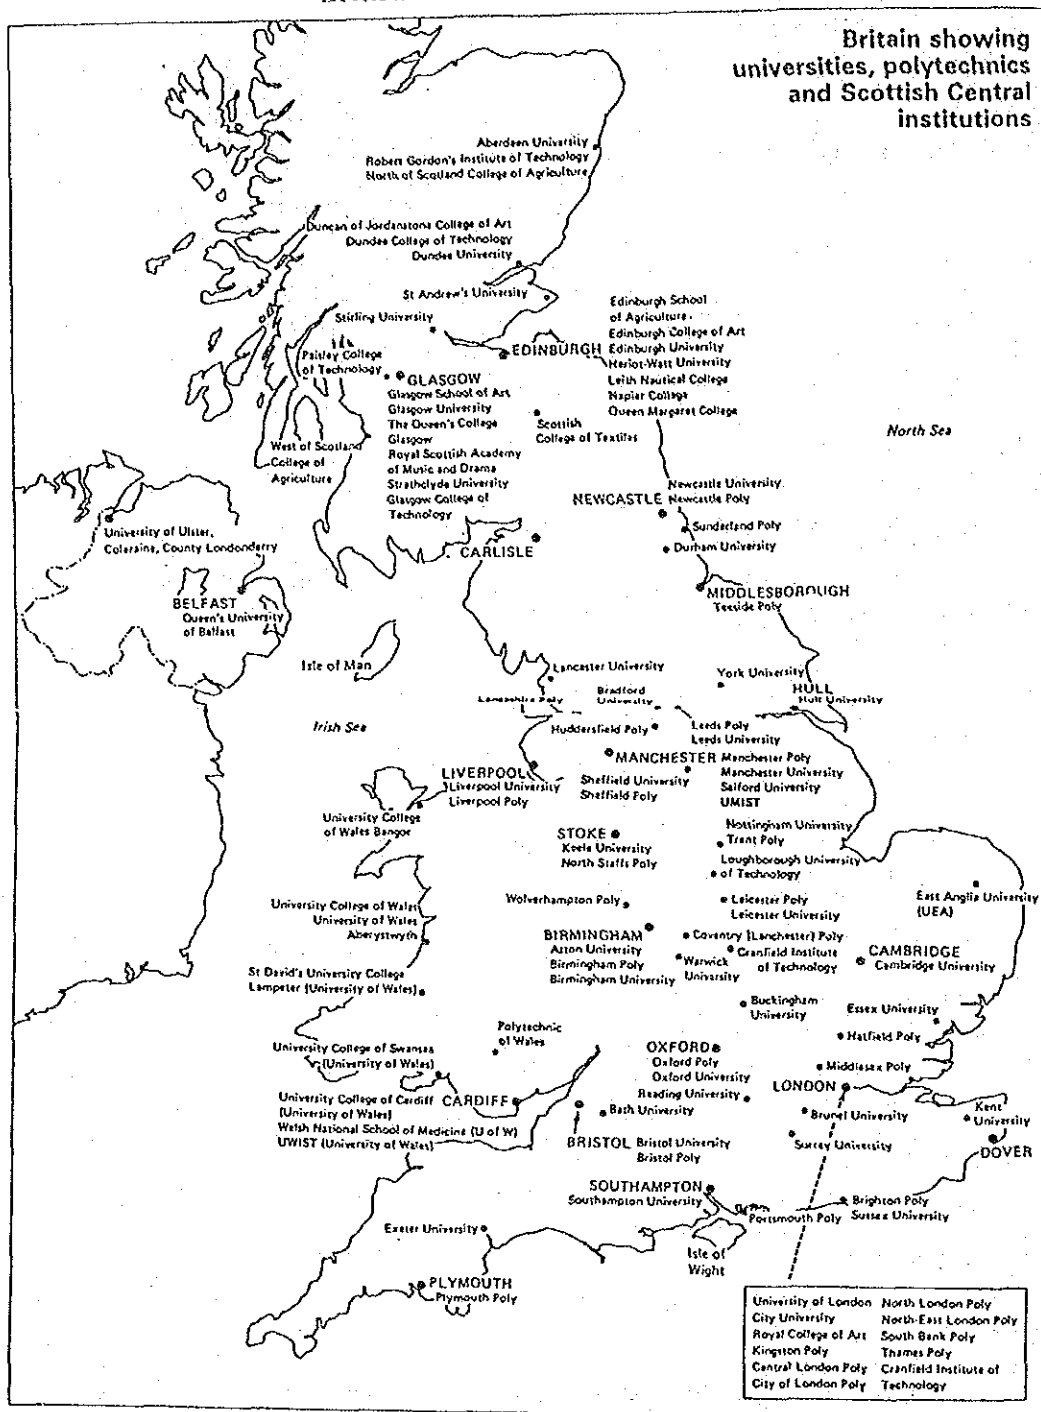 Britain showing
universities, polytechnics
and Scottish Central
institutions
Aberdeen University
Robert Gordon's Institute of Technology
North of Scotland College of Agriculture
Duncan of Jordanstone College of Art
Dundee College of Technology
Dundee University
St Andrew's University
Stirling University
Edinburgh School
of Agriculture
Edinburgh College of Art
EDINBURGH
Edinburgh University
Heriot-Watt University
Leith Nautical College
Napier College
Queen Margaret College
Paisley College
of Technology
GLASGOW
Glasgow School of Art
Glasgow University
The Queen's College
Glasgow
Royal Scottish Academy
of Music and Drama
Strathclyde University
Glasgow College of
Technology
Scottish
College of Textiles
North Sea
West of Scotland
College of
Agriculture
Newcastle University
NEWCASTLE
Newcastle Poly
Sunderland Poly
Durham University
University of Ulster,
Coleraine, County Londonderry
CARLISLE
BELFAST
Queen's University
of Belfast
MIDDLESBOROUGH
Teeside Poly
Isle of Man
Lancaster University
York University
HULL
Hull University
Lancashire Poly
Bradford
University
Irish Sea
Huddersfield Poly
Leeds Poly
Leeds University
MANCHESTER
Manchester Poly
Manchester University
Salford University
UMIST
LIVERPOOL
Liverpool University
Liverpool Poly
Sheffield University
Sheffield Poly
University College
of Wales Bangor
STOKE
Keele University
North Staffs Poly
Nottingham University
Trent Poly
Loughborough University
of Technology
University College of Wales
University of Wales
Aberystwyth
Wolverhampton Poly
Leicester Poly
Leicester University
East Anglia University
(UEA)
BIRMINGHAM
Aston University
Birmingham Poly
Birmingham University
Coventry (Lanchester) Poly
Warwick
University
Cranfield Institute
of Technology
CAMBRIDGE
Cambridge University
St David's University College
Lampeter (University of Wales)
Buckingham
University
Essex University
Polytechnic
of Wales
Hatfield Poly
University College of Swansea
(University of Wales)
OXFORD
Oxford Poly
Oxford University
Middlesex Poly
LONDON
University College of Cardiff
(University of Wales)
Welsh National School of Medicine (U of W)
UWIST (University of Wales)
CARDIFF
Reading University
Bath University
Brunel University
Kent
University
BRISTOL
Bristol University
Bristol Poly
Surrey University
DOVER
SOUTHAMPTON
Southampton University
Portsmouth Poly
Brighton Poly
Sussex University
Exeter University
Isle of
Wight
PLYMOUTH
Plymouth Poly
University of London
City University
Royal College of Art
Kingston Poly
Central London Poly
City of London Poly
North London Poly
North-East London Poly
South Bank Poly
Thames Poly
Cranfield Institute of
Technology